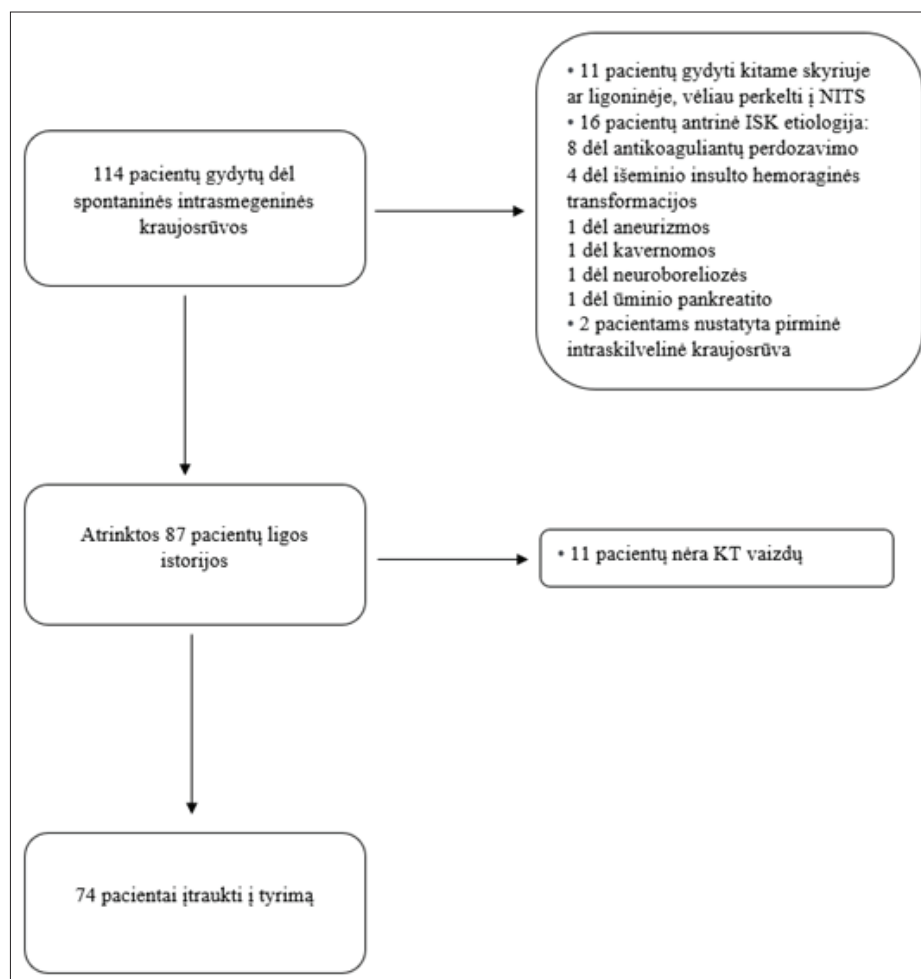 114 pacientų gydytų dėl
spontaninės intrasmegeninės
kraujosrūvos
• 11 pacientų gydyti kitame skyriuje
ar ligoninėje, vėliau perkelti į NITS
• 16 pacientų antrinė ISK etiologija:
8 dėl antikoaguliantų perdozavimo
4 dėl išeminio insulto hemoraginės
transformacijos
1 dėl aneurizmos
1 dėl kavernomos
1 dėl neuroboreliozės
1 dėl ūminio pankreatito
• 2 pacientams nustatyta pirminė
intraskilvelinė kraujosrūva
Atrinktos 87 pacientų ligos
istorijos
• 11 pacientų nėra KT vaizdų
74 pacientai įtraukti į tyrimą